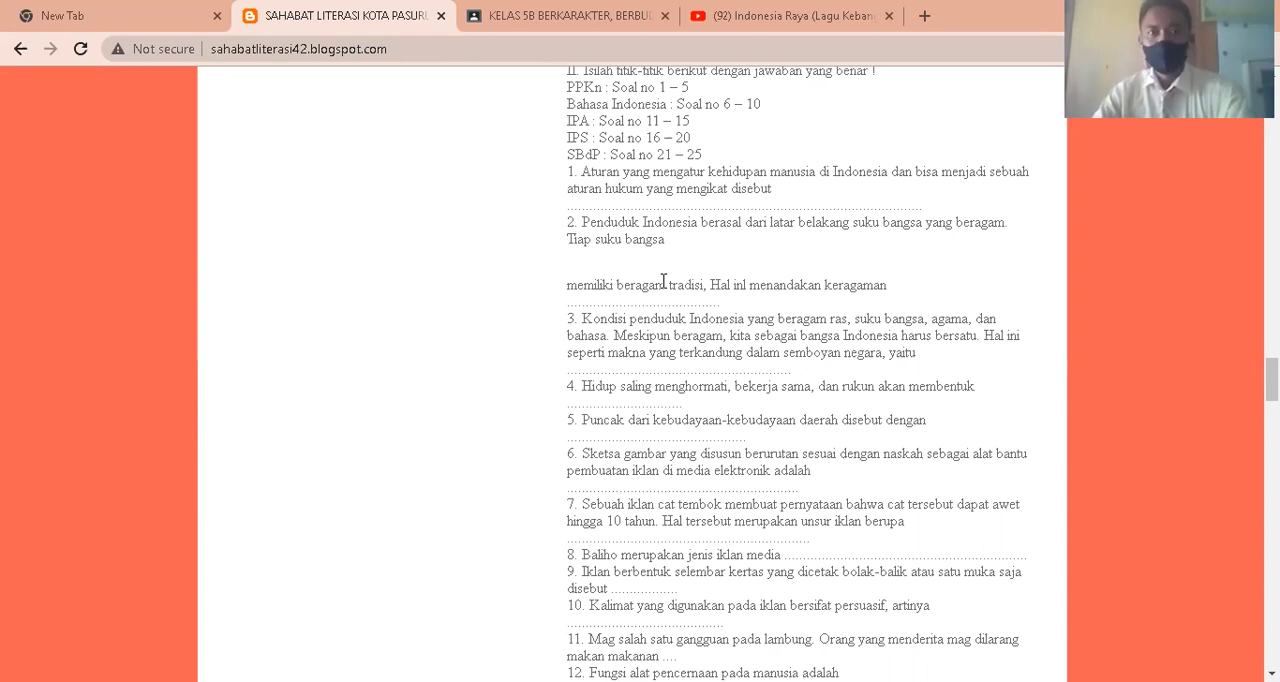 New Tab
SAHABAT LITERASI KOTA PASURU
KELAS 5B BERKARAKTER, BERBUD
(92) Indonesia Raya (Lagu Kebang
Not secure
sahabatliterasi42.blogspot.com
II. Isilah titik-titik berikut dengan jawaban yang benar !
PPKn : Soal no 1 – 5
Bahasa Indonesia : Soal no 6 – 10
IPA : Soal no 11 – 15
IPS : Soal no 16 – 20
SBdP : Soal no 21 – 25
1. Aturan yang mengatur kehidupan manusia di Indonesia dan bisa menjadi sebuah
aturan hukum yang mengikat disebut
...............................................................................
2. Penduduk Indonesia berasal dari latar belakang suku bangsa yang beragam.
Tiap suku bangsa
memiliki beragam tradisi, Hal inl menandakan keragaman
..................................
3. Kondisi penduduk Indonesia yang beragam ras, suku bangsa, agama, dan
bahasa. Meskipun beragam, kita sebagai bangsa Indonesia harus bersatu. Hal ini
seperti makna yang terkandung dalam semboyan negara, yaitu
..................................................
4. Hidup saling menghormati, bekerja sama, dan rukun akan membentuk
..........................
5. Puncak dari kebudayaan-kebudayaan daerah disebut dengan
........................................
6. Sketsa gambar yang disusun berurutan sesuai dengan naskah sebagai alat bantu
pembuatan iklan di media elektronik adalah
....................................................
7. Sebuah iklan cat tembok membuat pernyataan bahwa cat tersebut dapat awet
hingga 10 tahun. Hal tersebut merupakan unsur iklan berupa
......................................................
8. Baliho merupakan jenis iklan media ......................................................
9. Iklan berbentuk selembar kertas yang dicetak bolak-balik atau satu muka saja
disebut ...............
10. Kalimat yang digunakan pada iklan bersifat persuasif, artinya
...................................
11. Mag salah satu gangguan pada lambung. Orang yang menderita mag dilarang
makan makanan ....
12. Fungsi alat pencernaan pada manusia adalah